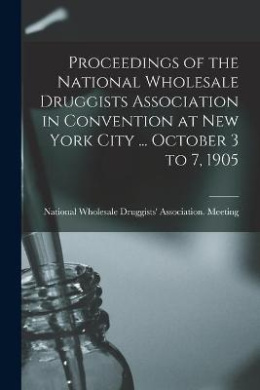 Proceedings of the
National Wholesale
Druggists Association
in Convention at New
York City ... October 3
to 7, 1905
National Wholesale Druggists' Association. Meeting